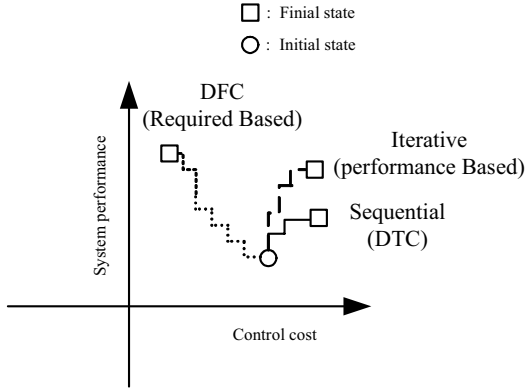 : Finial state
: Initial state
DFC
(Required Based)
Iterative
(performance Based)
Sequential
(DTC)
System performance
Control cost